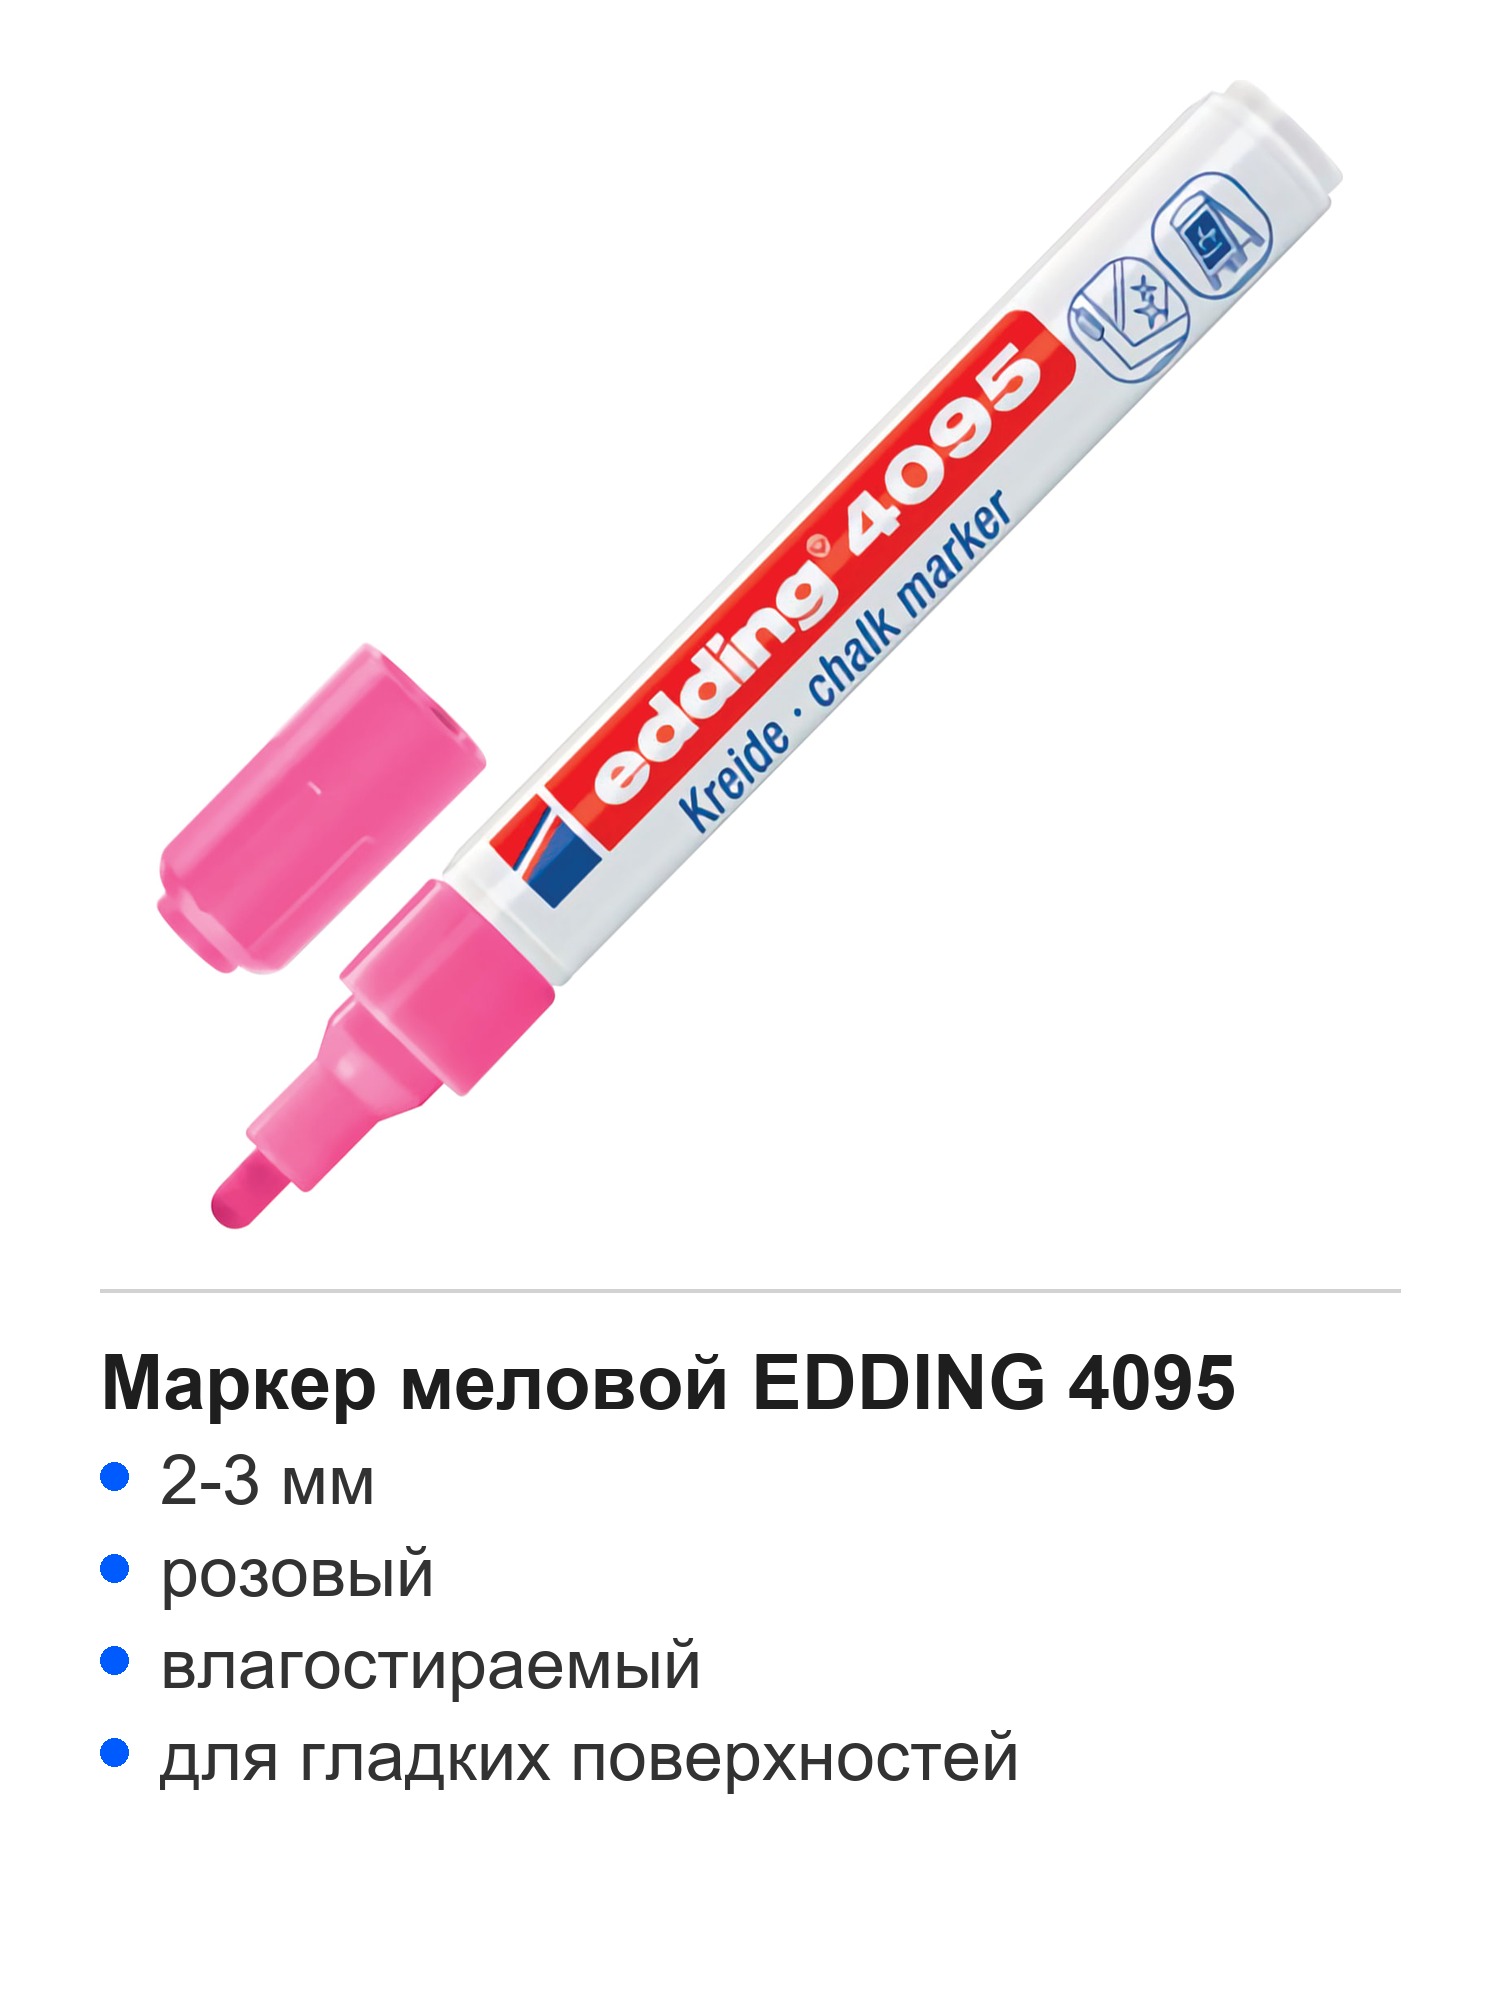 edding® 4095
Kreide · chalk marker
Маркер меловой EDDING 4095
2-3 мм
розовый
влагостираемый
для гладких поверхностей